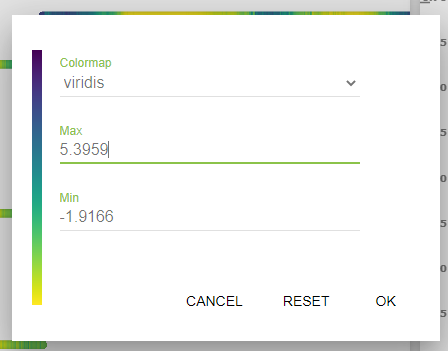 Colormap
viridis
Max
5.3959
Min
-1.9166
CANCEL RESET OK